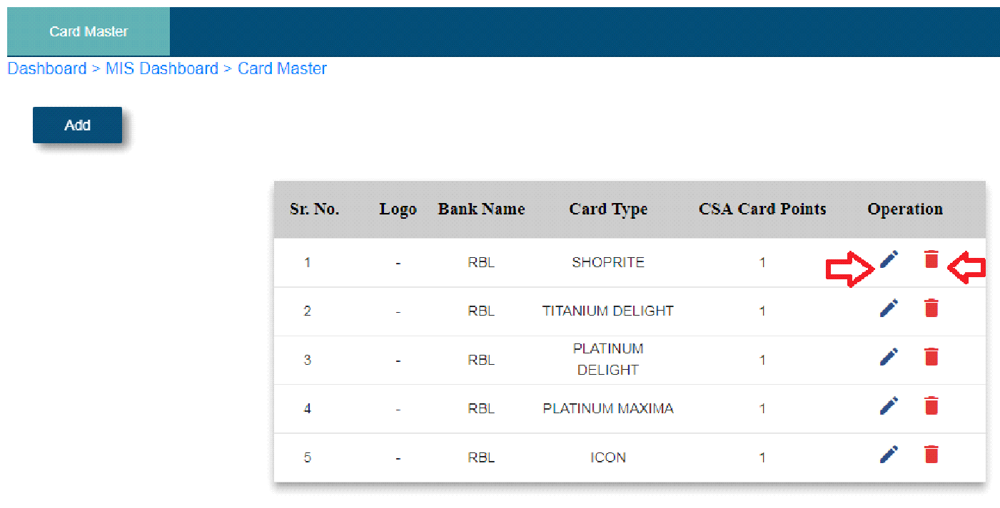 Card Master
Dashboard > MIS Dashboard > Card Master
Add
Sr. No. Logo Bank Name Card Type CSA Card Points Operation
1 - RBL SHOPRITE 1
2 - RBL TITANIUM DELIGHT 1
3 - RBL PLATINUM DELIGHT 1
4 - RBL PLATINUM MAXIMA 1
5 - RBL ICON 1